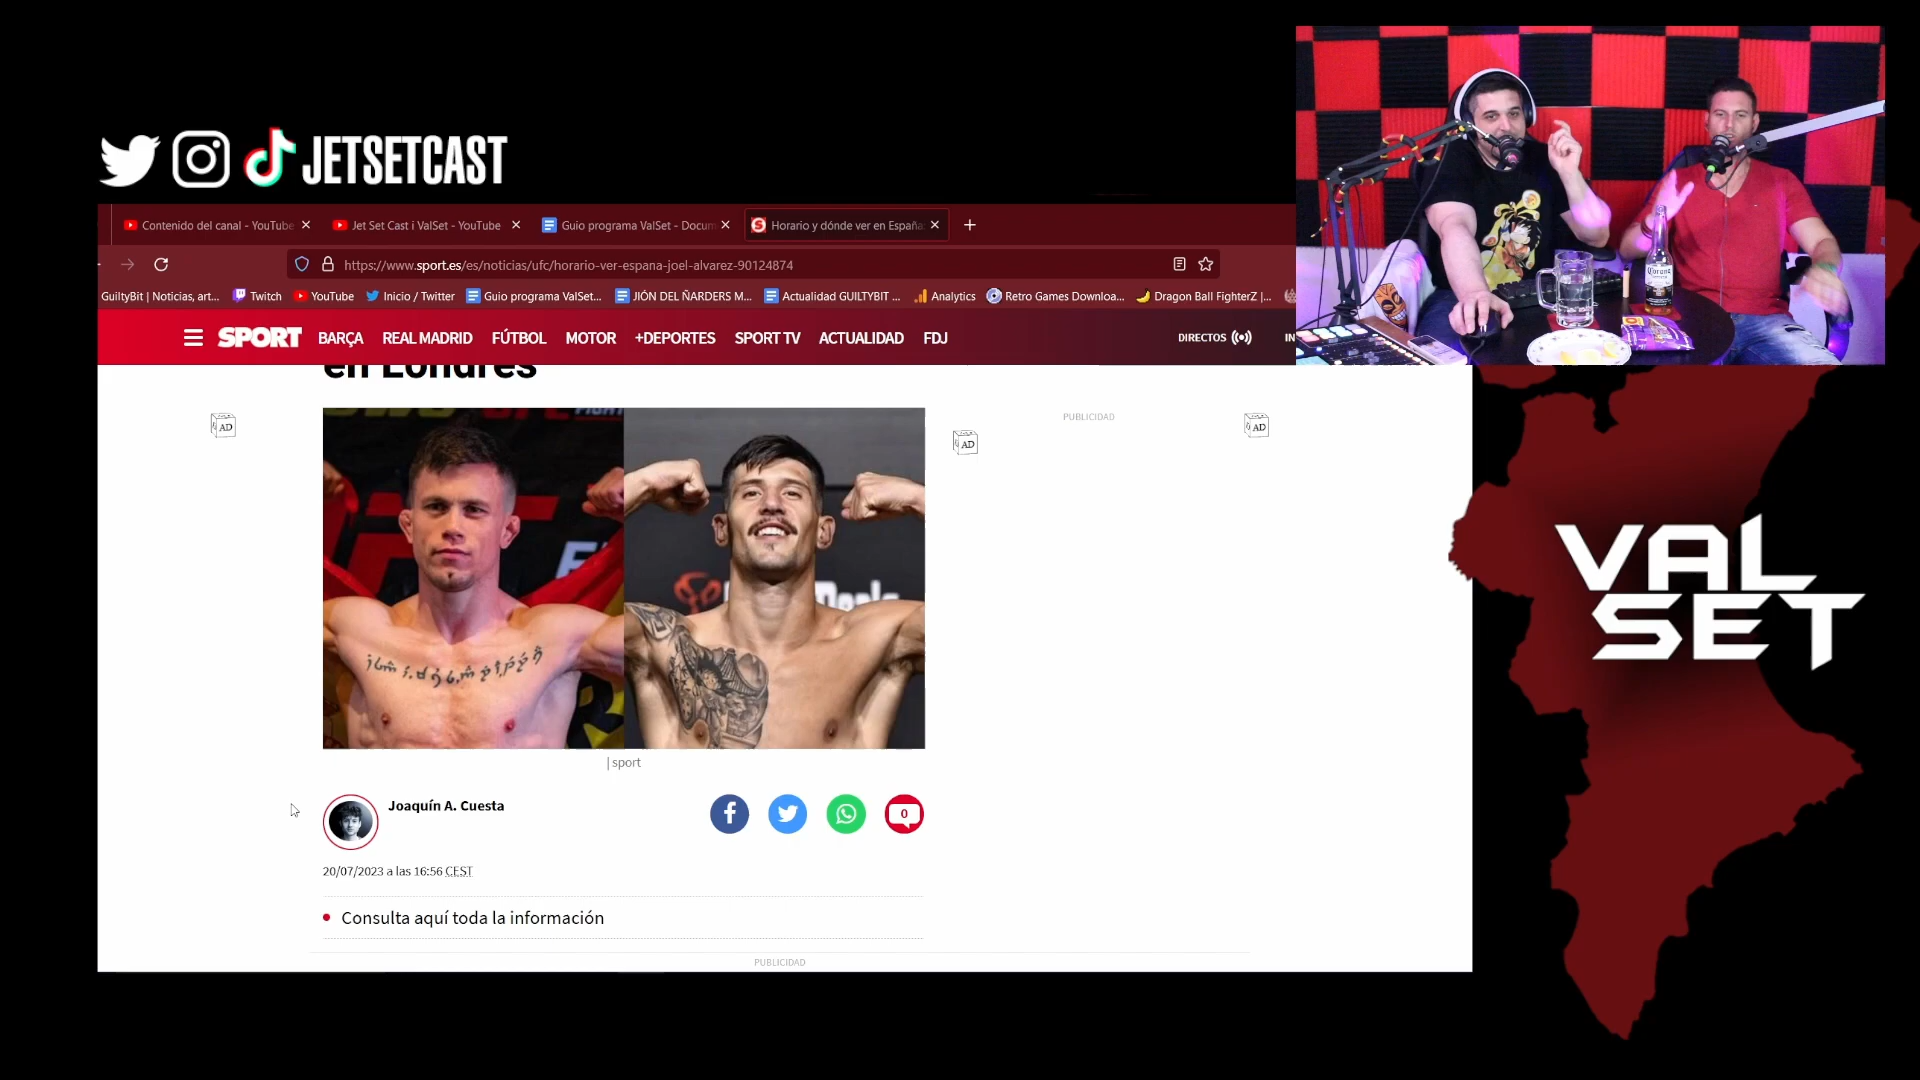 JETSETCAST
Contenido del canal - YouTube
Jet Set Cast i ValSet - YouTube
Guio programa ValSet - Docum
Horario y dónde ver en España:
https://www.sport.es/es/noticias/ufc/horario-ver-espana-joel-alvarez-90124874
GuiltyBit | Noticias, art...
Twitch
YouTube
Inicio / Twitter
Guio programa ValSet...
JIÓN DEL ÑARDERS M...
Actualidad GUILTYBIT ...
Analytics
Retro Games Downloa...
Dragon Ball FighterZ |...
SPORT
BARÇA
REAL MADRID
FÚTBOL
MOTOR
+DEPORTES
SPORT TV
ACTUALIDAD
FDJ
DIRECTOS
IN
en Londres
AD
AD
PUBLICIDAD
AD
| sport
Joaquín A. Cuesta
0
20/07/2023 a las 16:56 CEST
Consulta aquí toda la información
PUBLICIDAD
VAL
SET
Corona